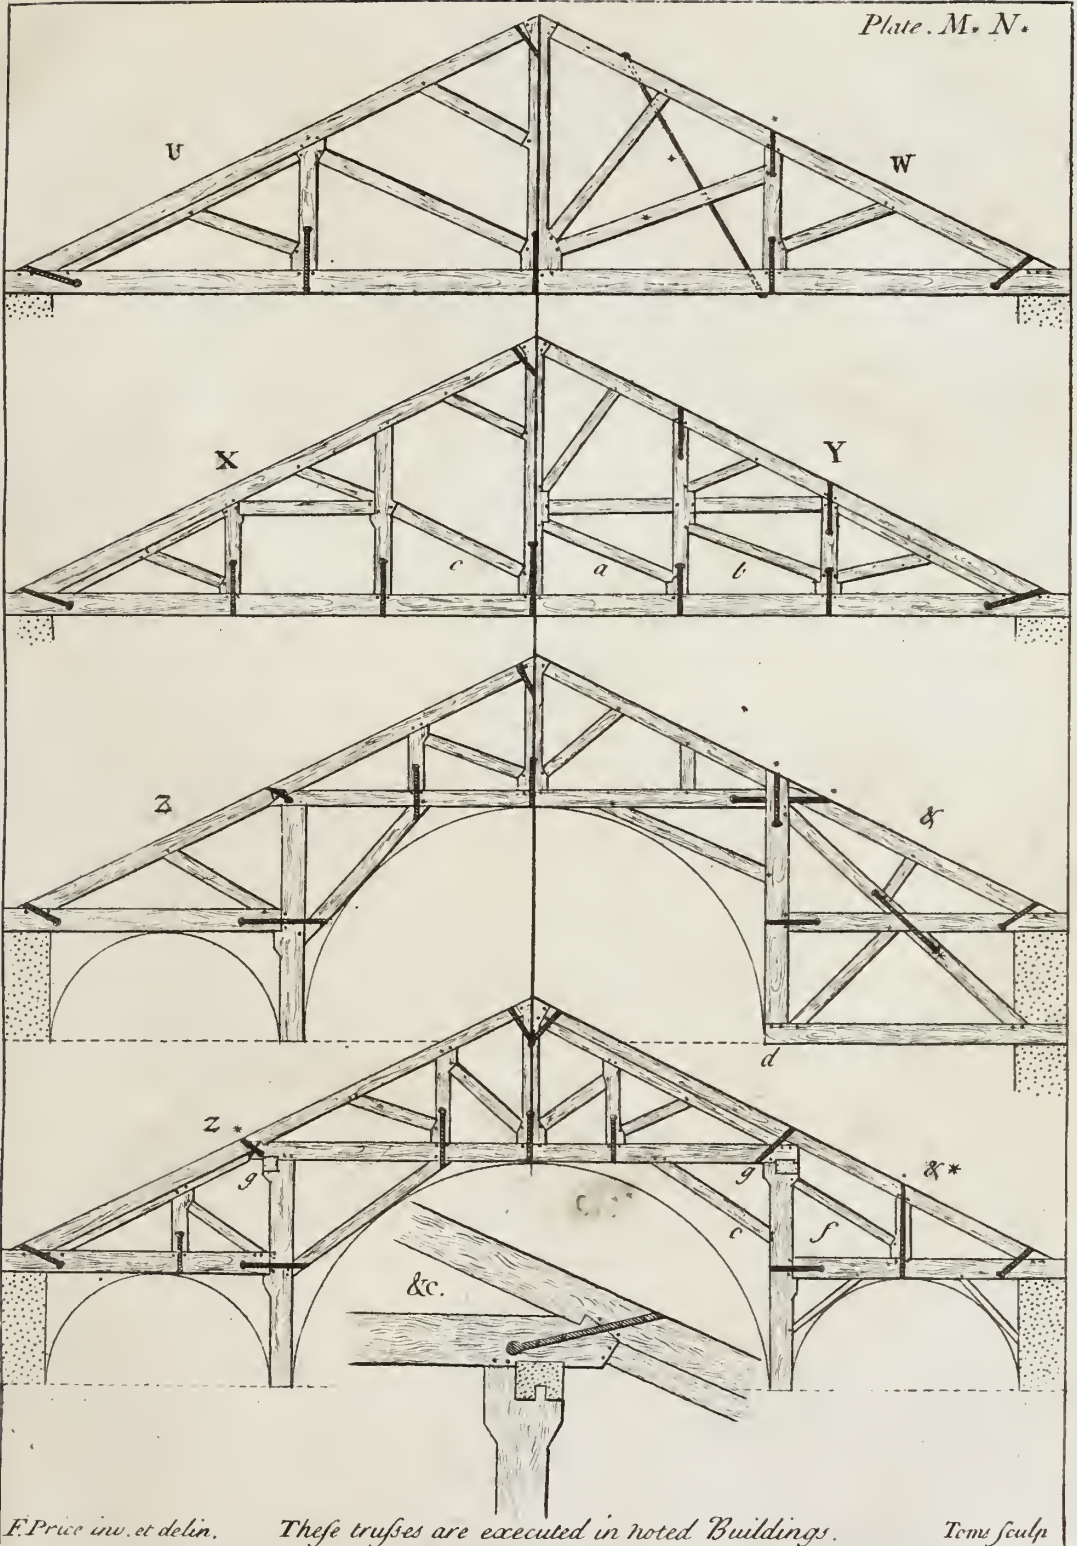 Plate. M. N.
U
W
X
Y
c
a
b
Z
&
d
Z *
g
g
&*
c
f
&c.
F. Price inv. et delin. Theſe truſses are executed in noted Buildings. Toms ſculp